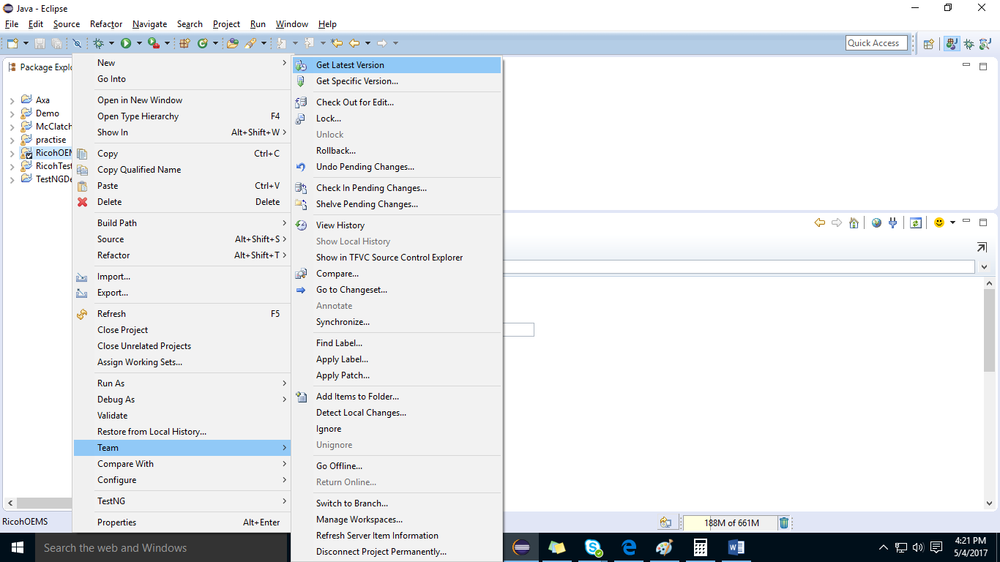 Java - Eclipse
File Edit Source Refactor Navigate Search Project Run Window Help
Quick Access
Package Explo
Axa
Demo
McClatch
practise
RicohOEM
RicohTest
TestNGDe
New
Go Into
Open in New Window
Open Type Hierarchy F4
Show In Alt+Shift+W >
Copy Ctrl+C
Copy Qualified Name
Paste Ctrl+V
Delete Delete
Build Path
Source Alt+Shift+S >
Refactor Alt+Shift+T >
Import...
Export...
Refresh F5
Close Project
Close Unrelated Projects
Assign Working Sets...
Run As
Debug As
Validate
Restore from Local History...
Team
Compare With
Configure
TestNG
Properties Alt+Enter
Get Latest Version
Get Specific Version...
Check Out for Edit...
Lock...
Unlock
Rollback...
Undo Pending Changes...
Check In Pending Changes...
Shelve Pending Changes...
View History
Show Local History
Show in TFVC Source Control Explorer
Compare...
Go to Changeset...
Annotate
Synchronize...
Find Label...
Apply Label...
Apply Patch...
Add Items to Folder...
Detect Local Changes...
Ignore
Unignore
Go Offline...
Return Online...
Switch to Branch...
Manage Workspaces...
Refresh Server Item Information
Disconnect Project Permanently...
RicohOEMS
188M of 661M
Search the web and Windows
4:21 PM
5/4/2017